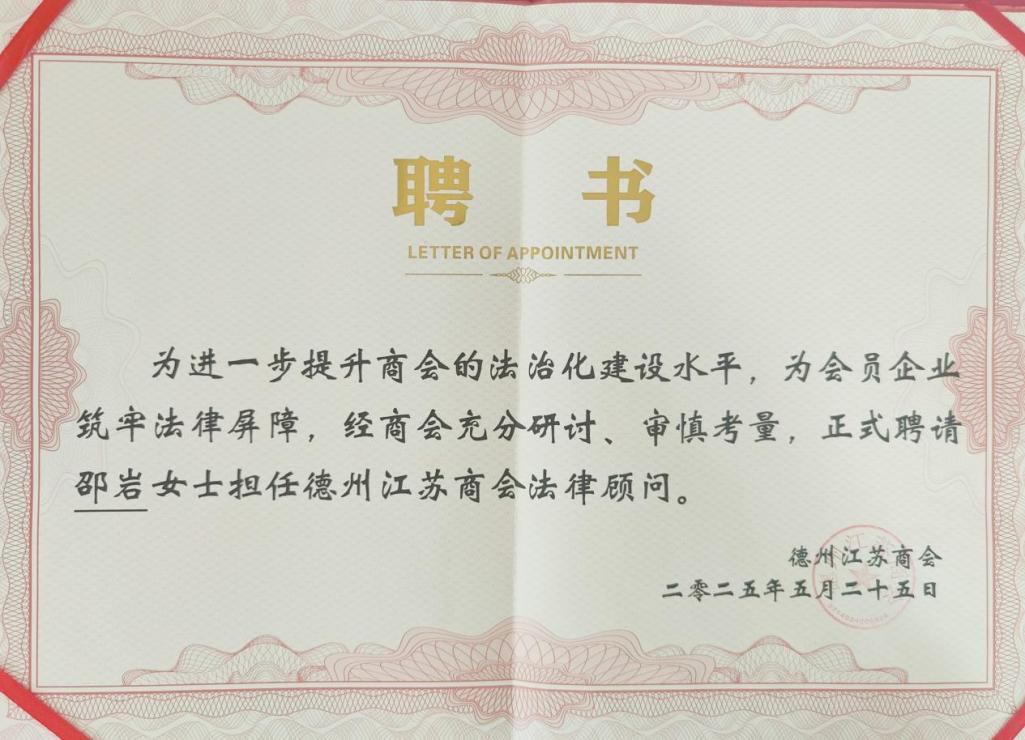 聘 书
LETTER OF APPOINTMENT
为进一步提升商会的法治化建设水平，为会员企业
筑牢法律屏障，经商会充分研讨、审慎考量，正式聘请
邵岩女士担任德州江苏商会法律顾问。
德州江苏商会
二零二五年五月二十五日